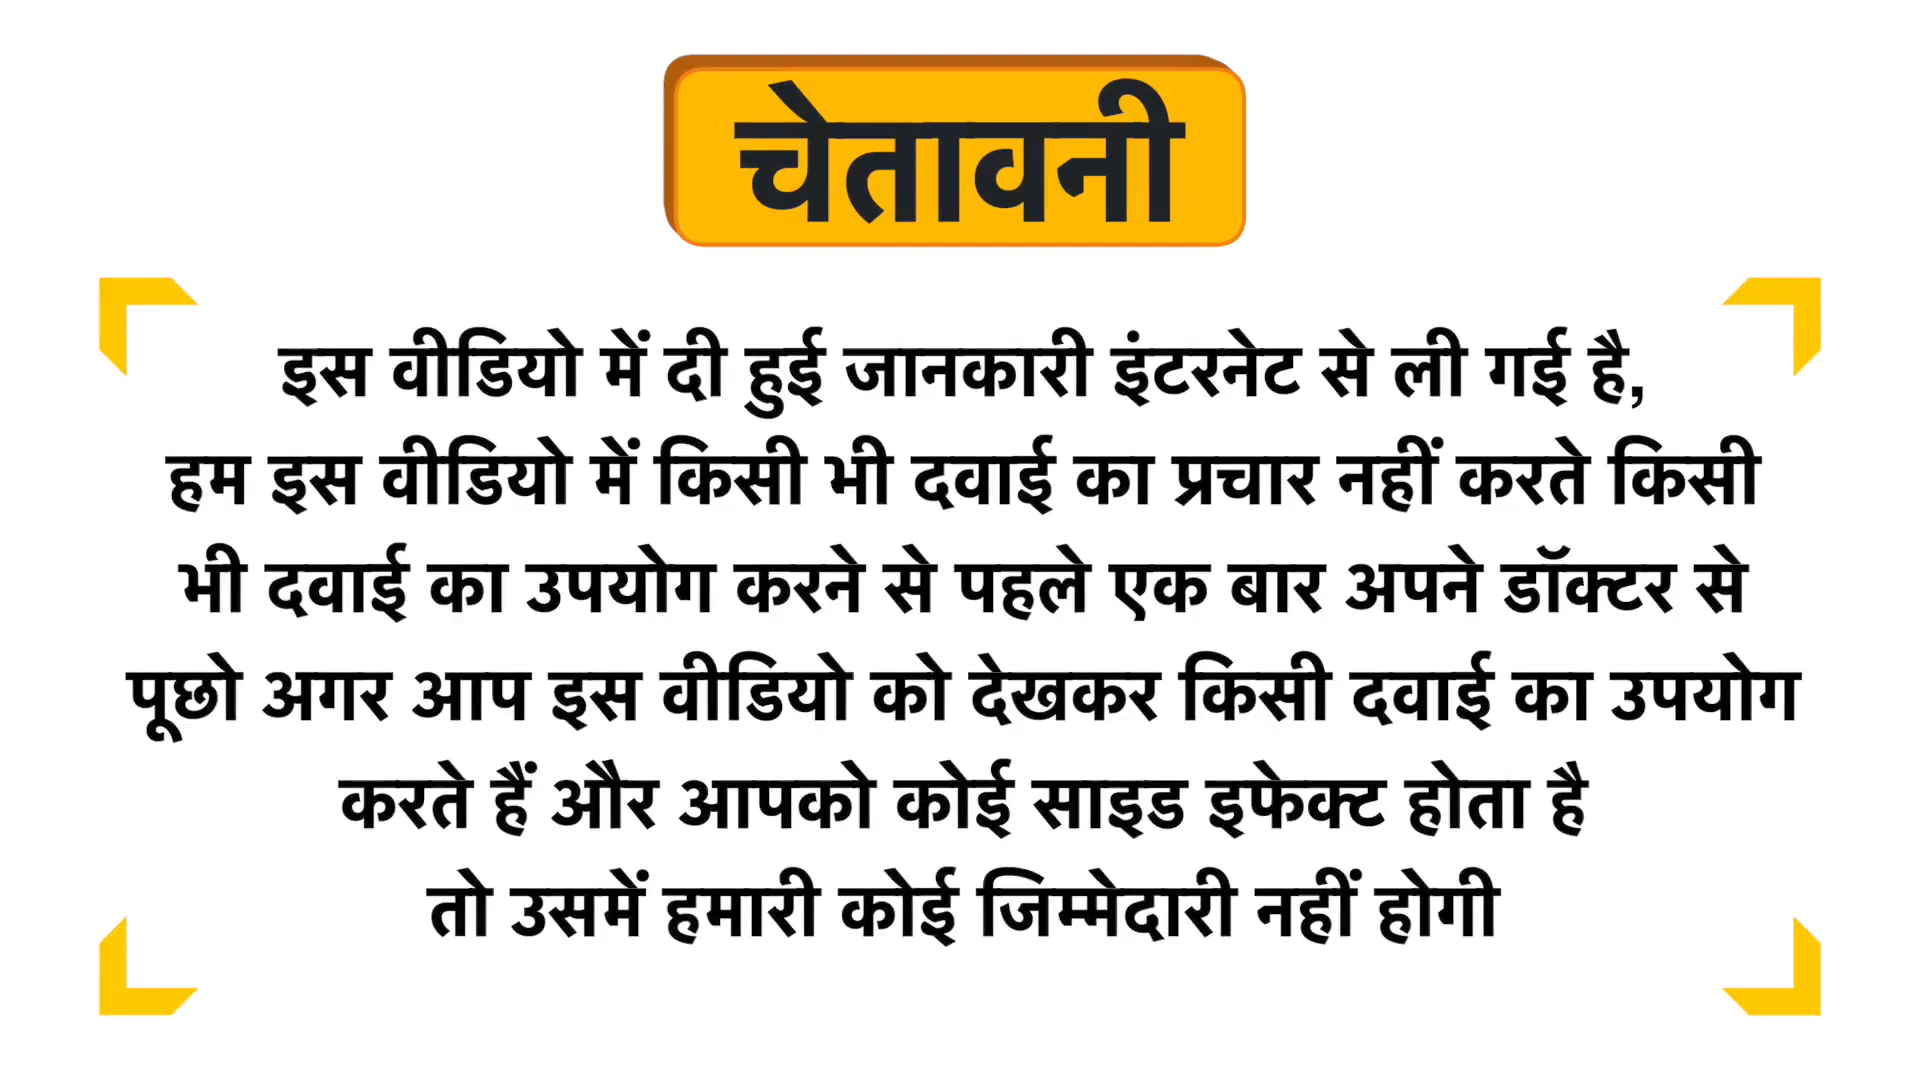 चेतावनी
इस वीडियो में दी हुई जानकारी इंटरनेट से ली गई है,
हम इस वीडियो में किसी भी दवाई का प्रचार नहीं करते किसी
भी दवाई का उपयोग करने से पहले एक बार अपने डॉक्टर से
पूछो अगर आप इस वीडियो को देखकर किसी दवाई का उपयोग
करते हैं और आपको कोई साइड इफेक्ट होता है
तो उसमें हमारी कोई जिम्मेदारी नहीं होगी